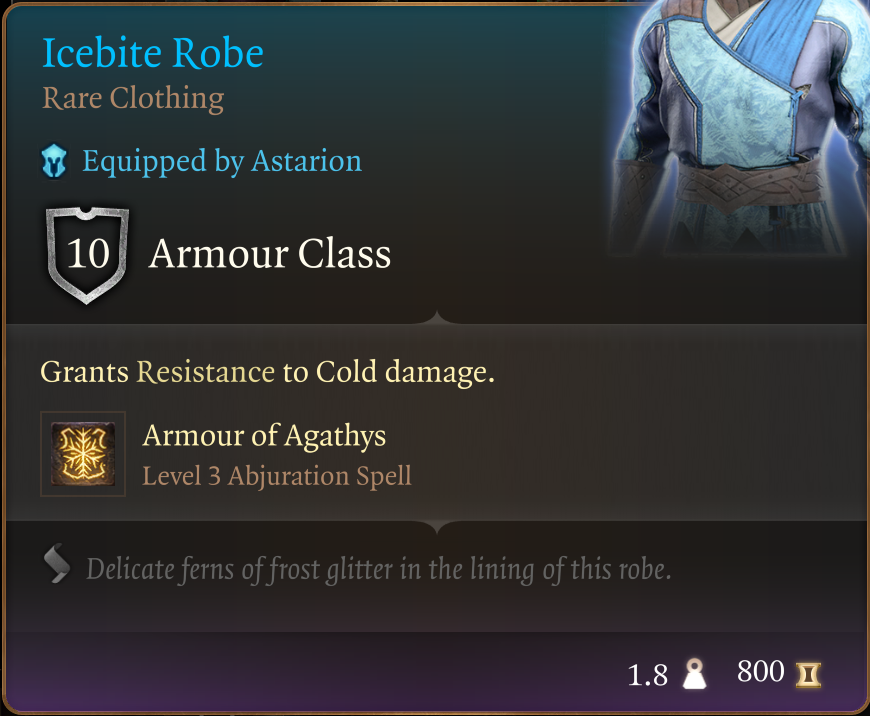 Icebite Robe
Rare Clothing
Equipped by Astarion
10 Armour Class
Grants Resistance to Cold damage.
Armour of Agathys
Level 3 Abjuration Spell
Delicate ferns of frost glitter in the lining of this robe.
1.8 800